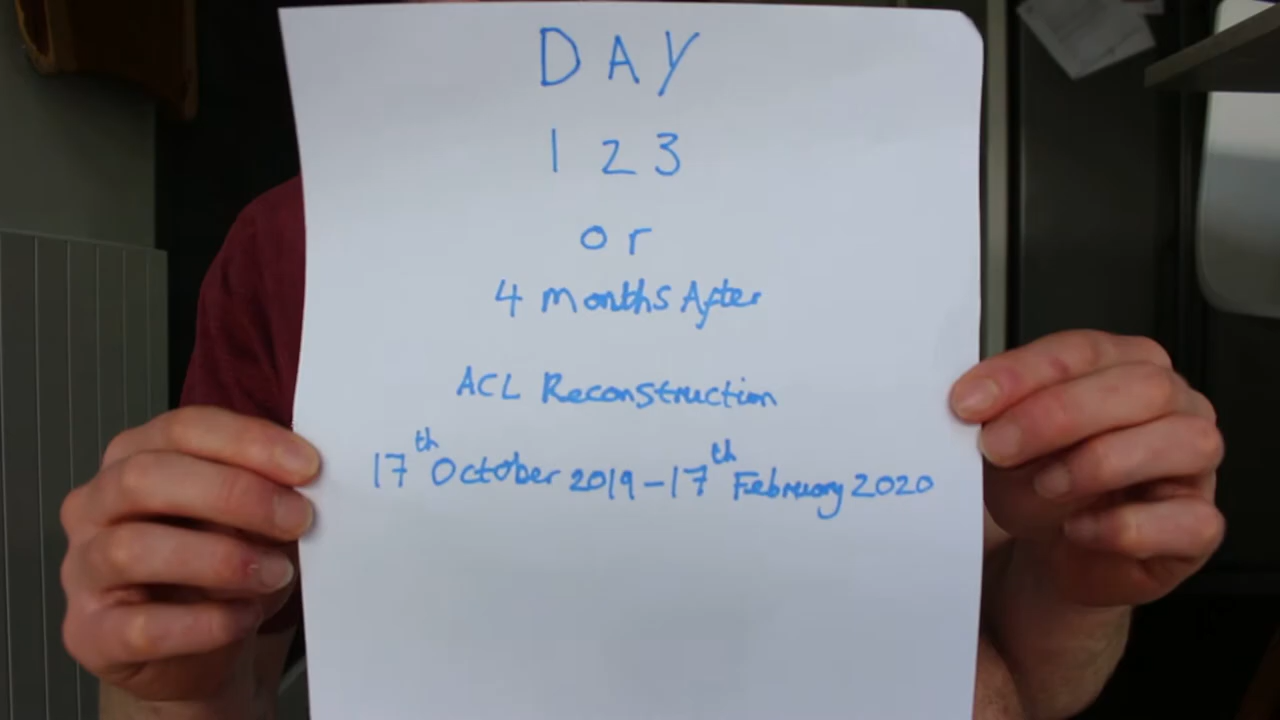 DAY
123
or
4 months After
ACL Reconstruction
17th October 2019 - 17th February 2020